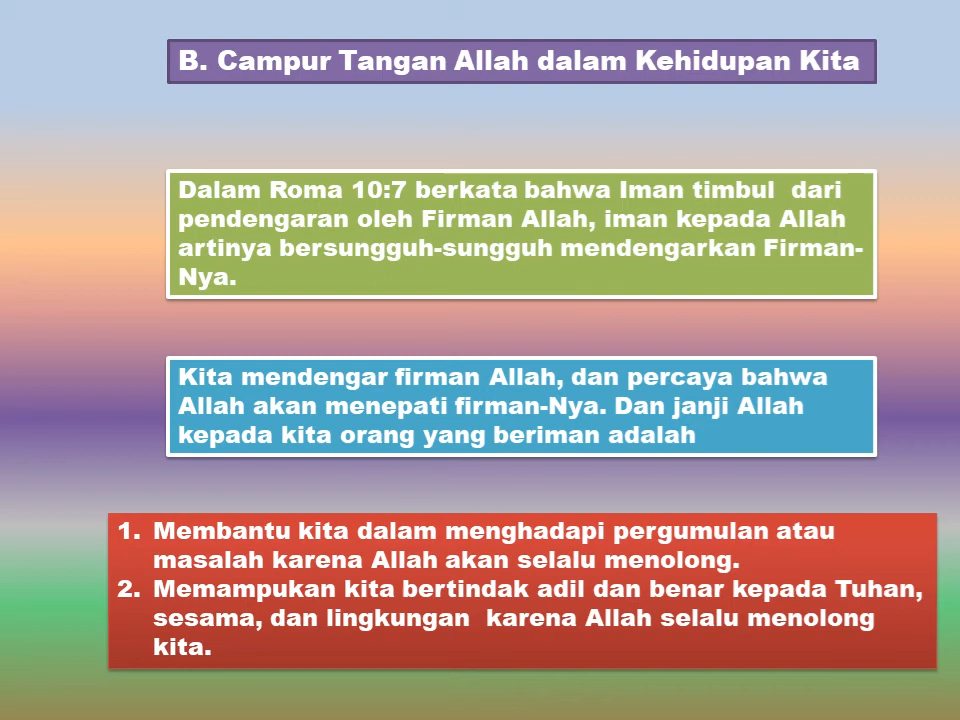 B. Campur Tangan Allah dalam Kehidupan Kita
Dalam Roma 10:7 berkata bahwa Iman timbul dari
pendengaran oleh Firman Allah, iman kepada Allah
artinya bersungguh-sungguh mendengarkan Firman-
Nya.
Kita mendengar firman Allah, dan percaya bahwa
Allah akan menepati firman-Nya. Dan janji Allah
kepada kita orang yang beriman adalah
1. Membantu kita dalam menghadapi pergumulan atau
masalah karena Allah akan selalu menolong.
2. Memampukan kita bertindak adil dan benar kepada Tuhan,
sesama, dan lingkungan karena Allah selalu menolong
kita.